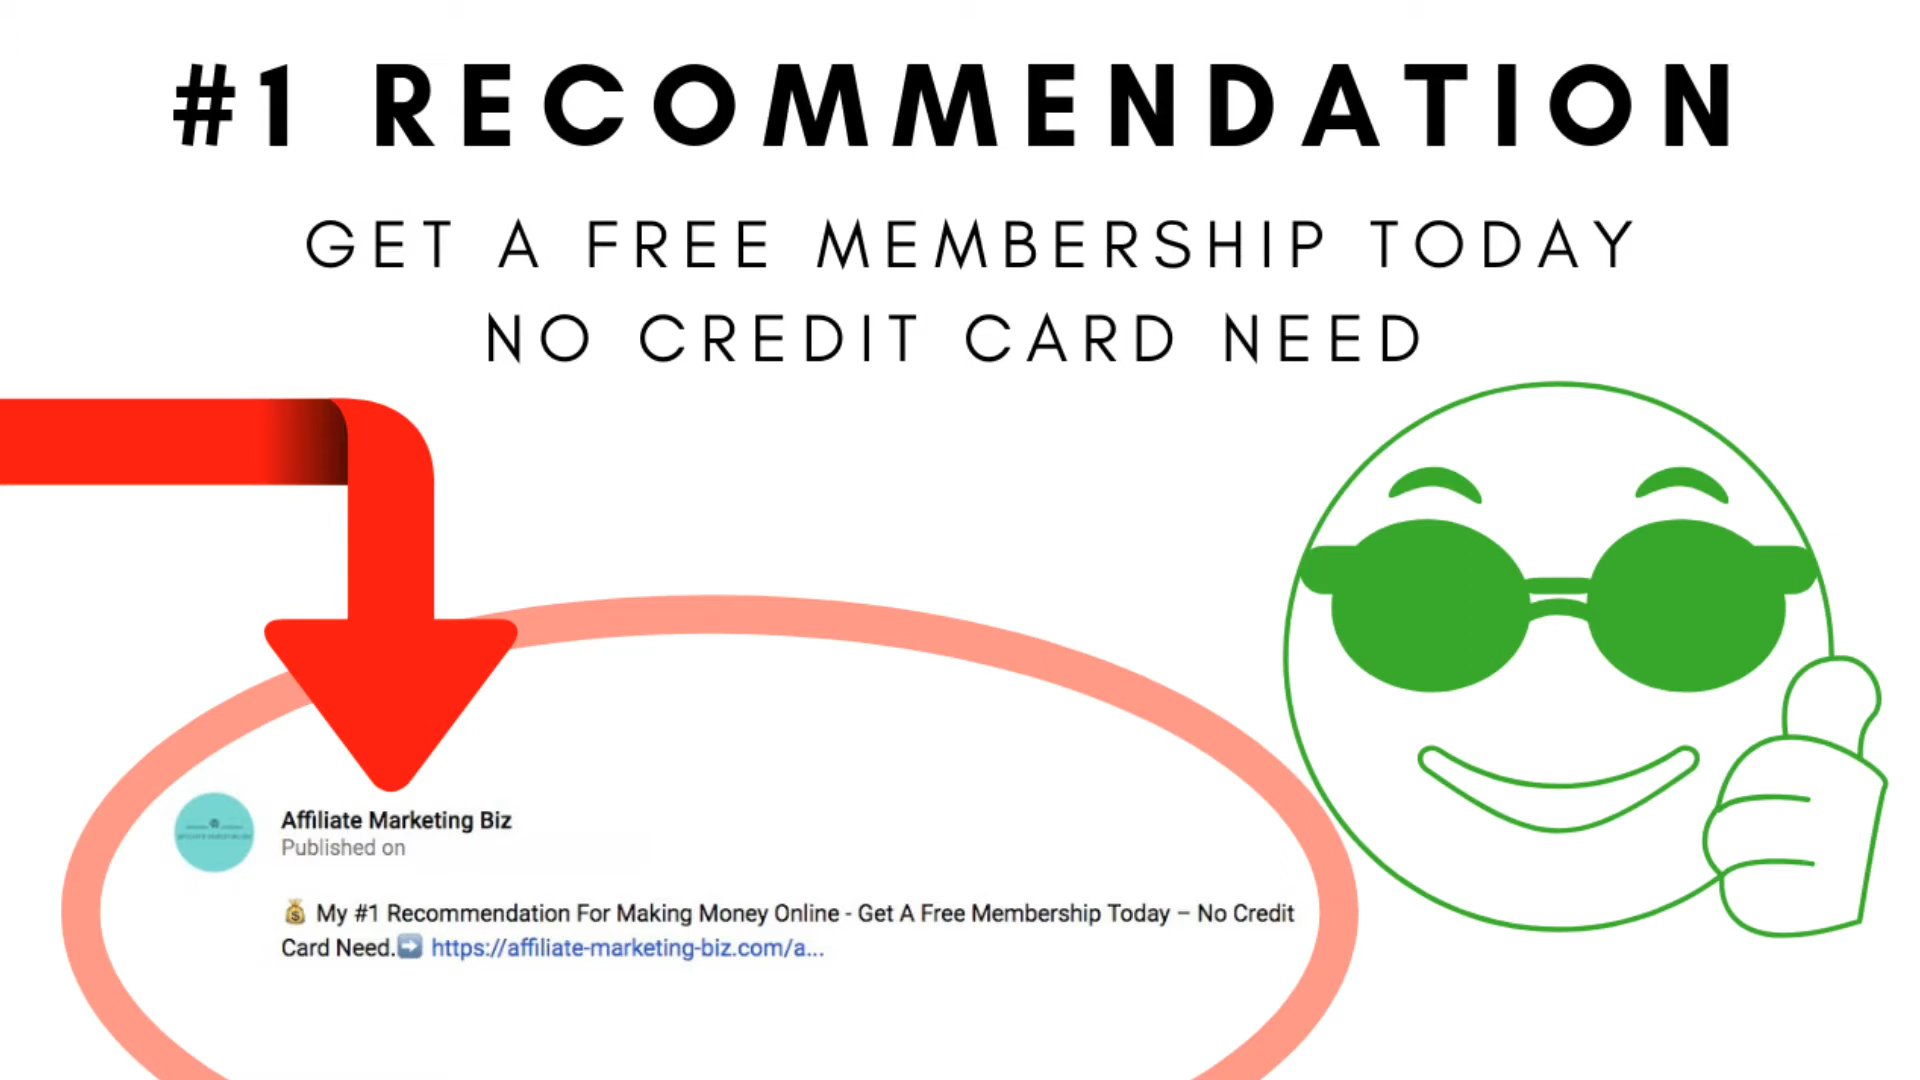 #1 RECOMMENDATION
GET A FREE MEMBERSHIP TODAY
NO CREDIT CARD NEED
Affiliate Marketing Biz
Published on
My #1 Recommendation For Making Money Online - Get A Free Membership Today – No Credit
Card Need. https://affiliate-marketing-biz.com/a...